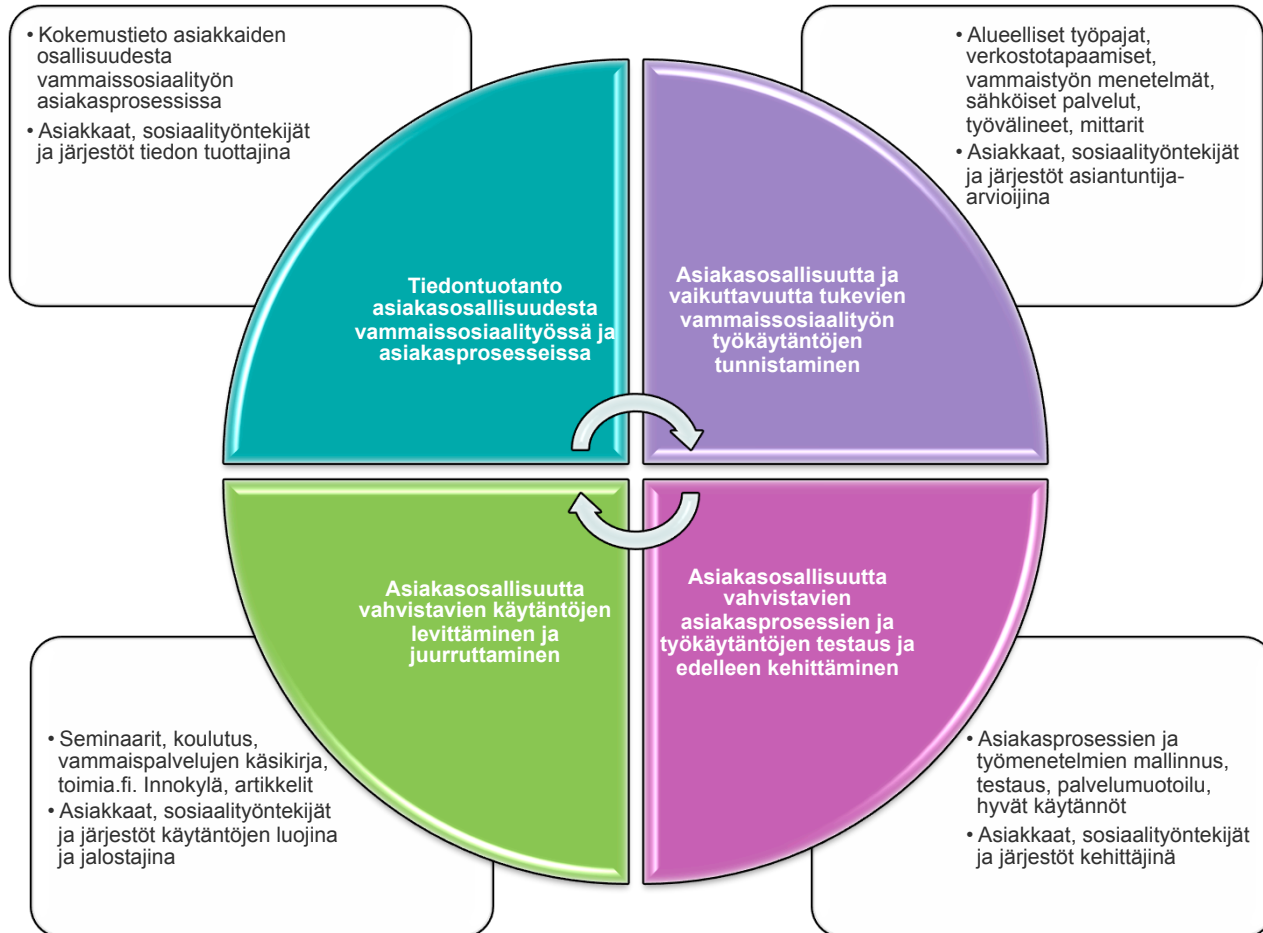 • Kokemustieto asiakkaiden
osallisuudesta
vammaissosiaalityön
asiakasprosessissa
• Asiakkaat, sosiaalityöntekijät
ja järjestöt tiedon tuottajina
• Alueelliset työpajat,
verkostotapaamiset,
vammaistyön menetelmät,
sähköiset palvelut,
työvälineet, mittarit
• Asiakkaat, sosiaalityöntekijät
ja järjestöt asiantuntija-
arvioijina
Tiedontuotanto
asiakasosallisuudesta
vammaissosiaalityössä ja
asiakasprosesseissa
Asiakasosallisuutta ja
vaikuttavuutta tukevien
vammaissosiaalityön
työkäytäntöjen
tunnistaminen
Asiakasosallisuutta
vahvistavien käytäntöjen
levittäminen ja
juurruttaminen
Asiakasosallisuutta
vahvistavien
asiakasprosessien ja
työkäytäntöjen testaus ja
edelleen kehittäminen
• Seminaarit, koulutus,
vammaispalvelujen käsikirja,
toimia.fi. Innokylä, artikkelit
• Asiakkaat, sosiaalityöntekijät
ja järjestöt käytäntöjen luojina
ja jalostajina
• Asiakasprosessien ja
työmenetelmien mallinnus,
testaus, palvelumuotoilu,
hyvät käytännöt
• Asiakkaat, sosiaalityöntekijät
ja järjestöt kehittäjinä